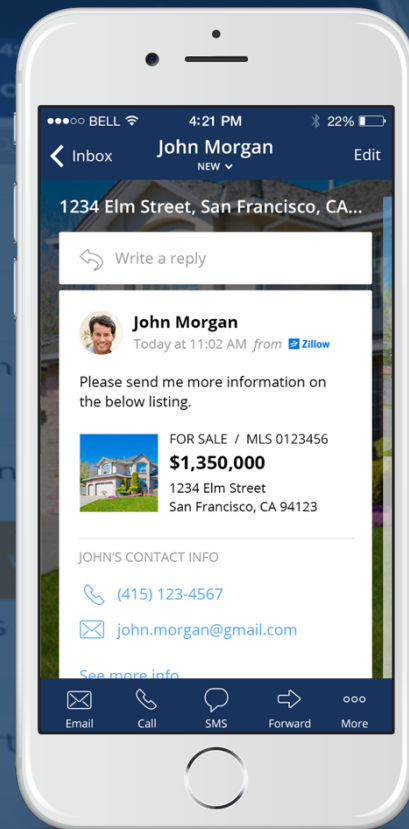 BELL 4:21 PM 22%
Inbox John Morgan Edit
NEW
1234 Elm Street, San Francisco, CA...
Write a reply
John Morgan
Today at 11:02 AM from Zillow
Please send me more information on
the below listing.
FOR SALE / MLS 0123456
$1,350,000
1234 Elm Street
San Francisco, CA 94123
JOHN'S CONTACT INFO
(415) 123-4567
john.morgan@gmail.com
See more info
Email Call SMS Forward More